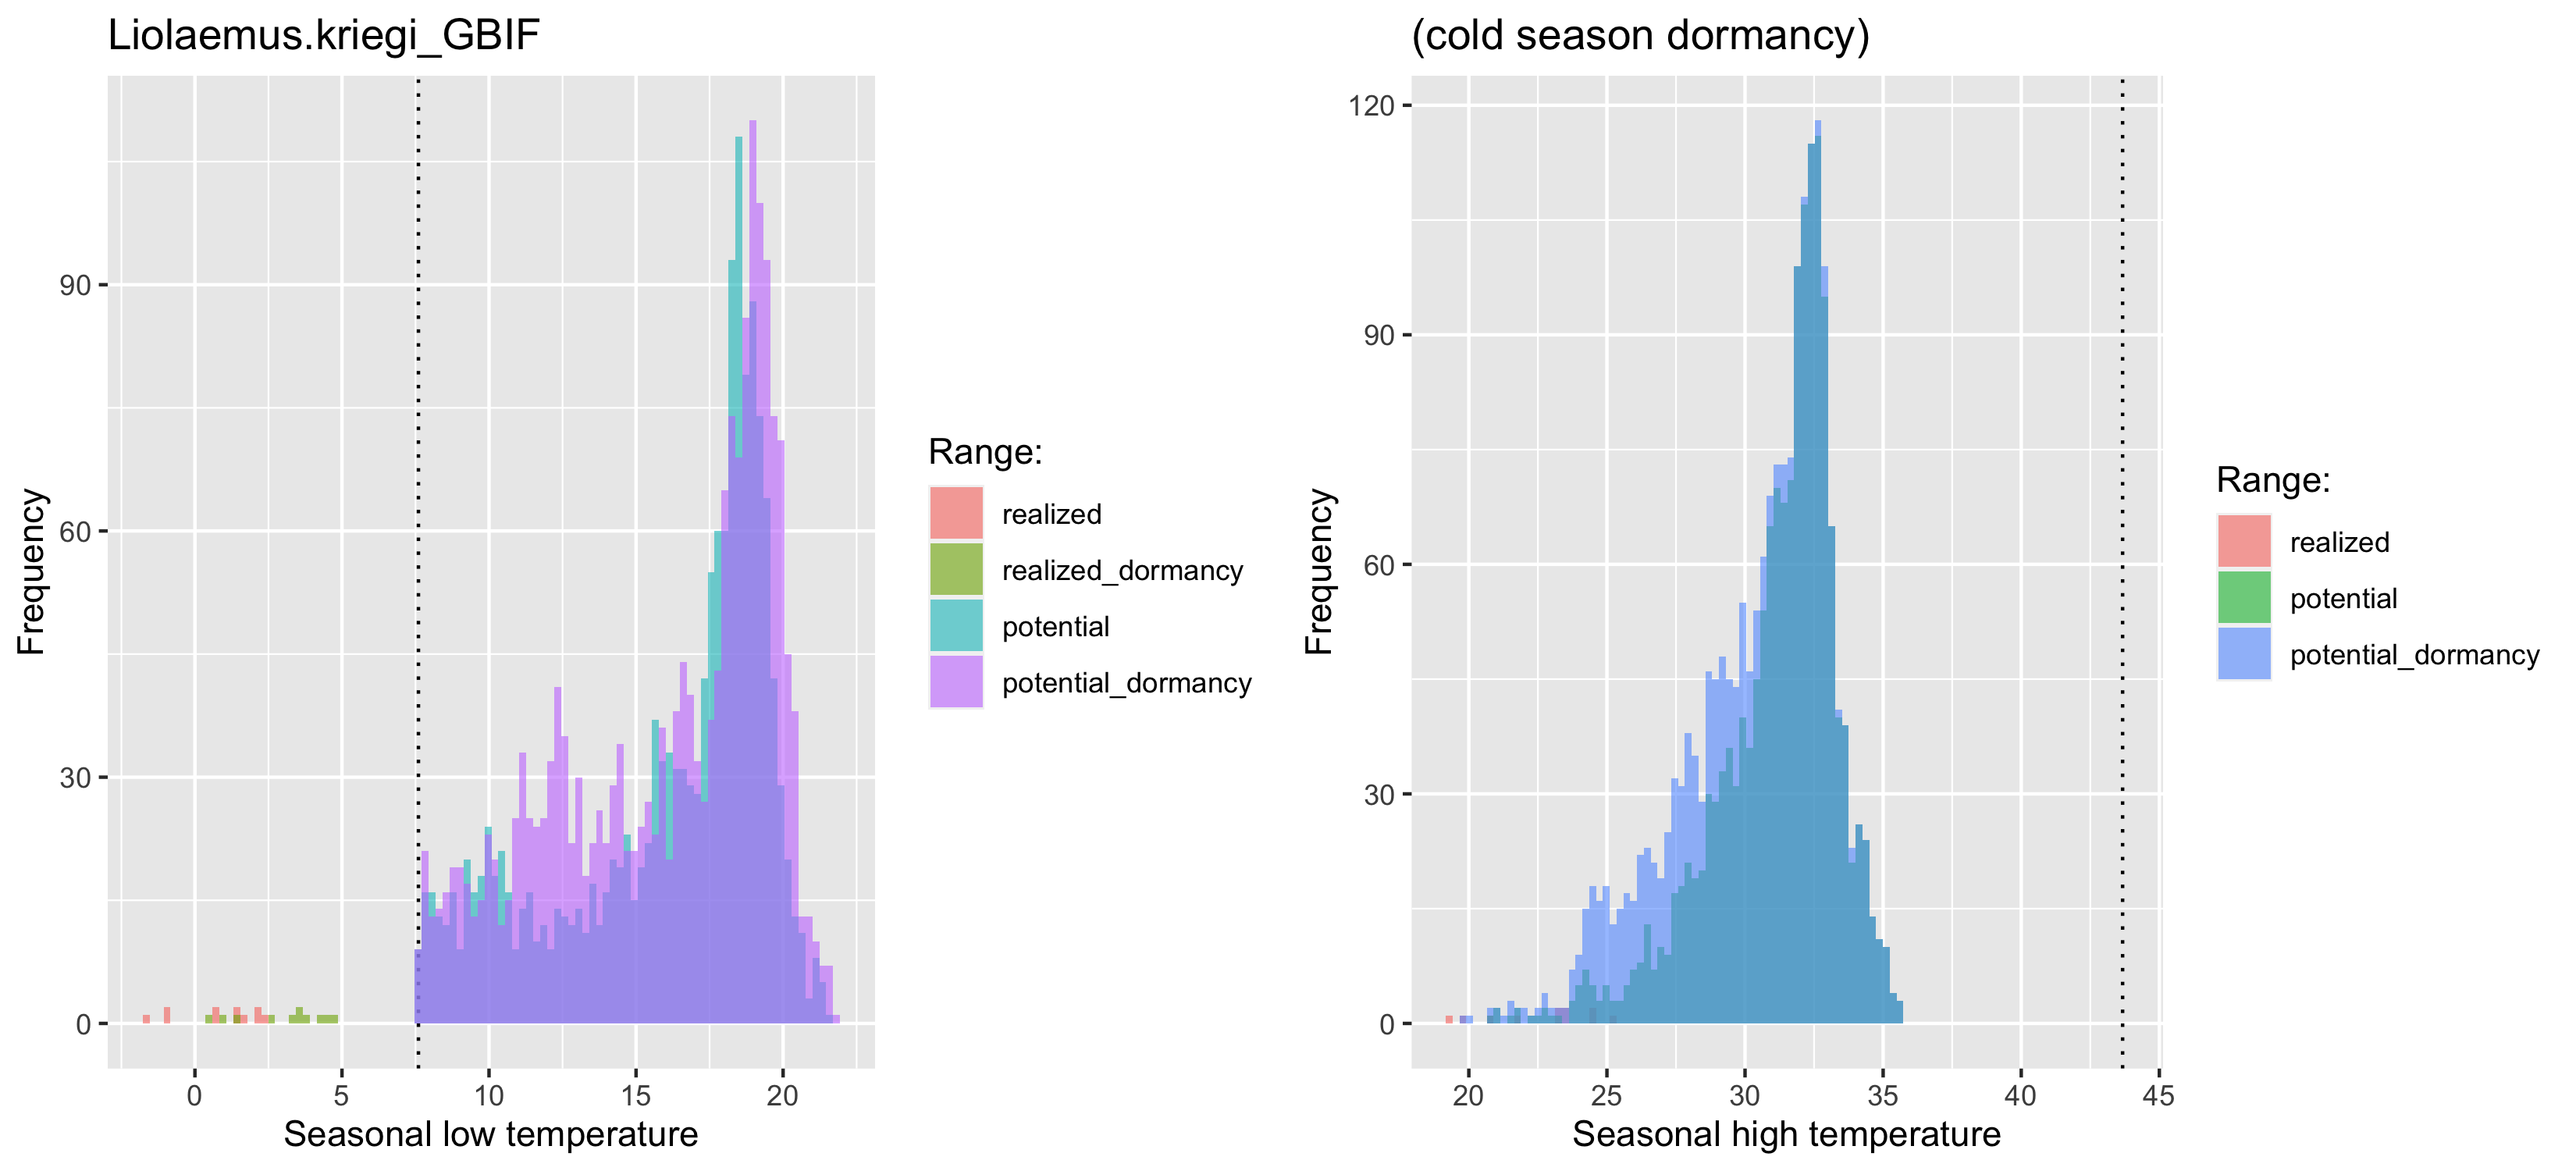 Liolaemus.kriegi_GBIF
Frequency
90
60
30
0
0 5 10 15 20
Seasonal low temperature
Range:
realized
realized_dormancy
potential
potential_dormancy
(cold season dormancy)
Frequency
120
90
60
30
0
20 25 30 35 40 45
Seasonal high temperature
Range:
realized
potential
potential_dormancy